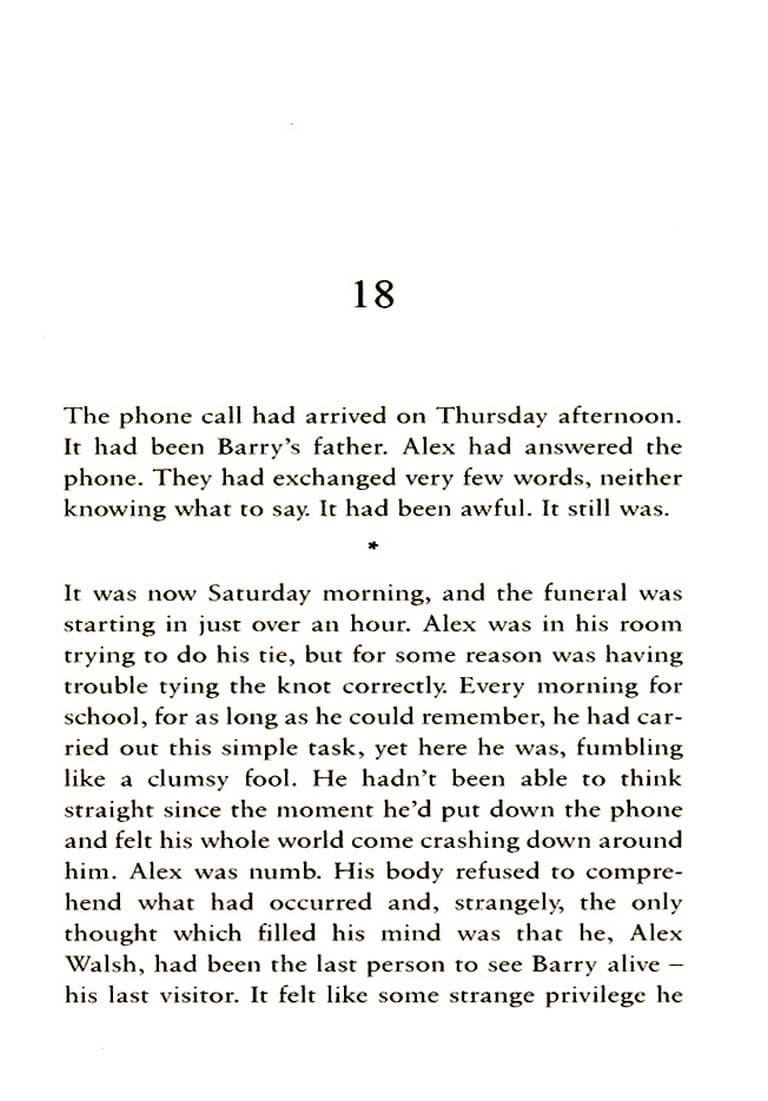 18
The phone call had arrived on Thursday afternoon.
It had been Barry’s father. Alex had answered the
phone. They had exchanged very few words, neither
knowing what to say. It had been awful. It still was.
*
It was now Saturday morning, and the funeral was
starting in just over an hour. Alex was in his room
trying to do his tie, but for some reason was having
trouble tying the knot correctly. Every morning for
school, for as long as he could remember, he had car-
ried out this simple task, yet here he was, fumbling
like a clumsy fool. He hadn’t been able to think
straight since the moment he’d put down the phone
and felt his whole world come crashing down around
him. Alex was numb. His body refused to compre-
hend what had occurred and, strangely, the only
thought which filled his mind was that he, Alex
Walsh, had been the last person to see Barry alive –
his last visitor. It felt like some strange privilege he